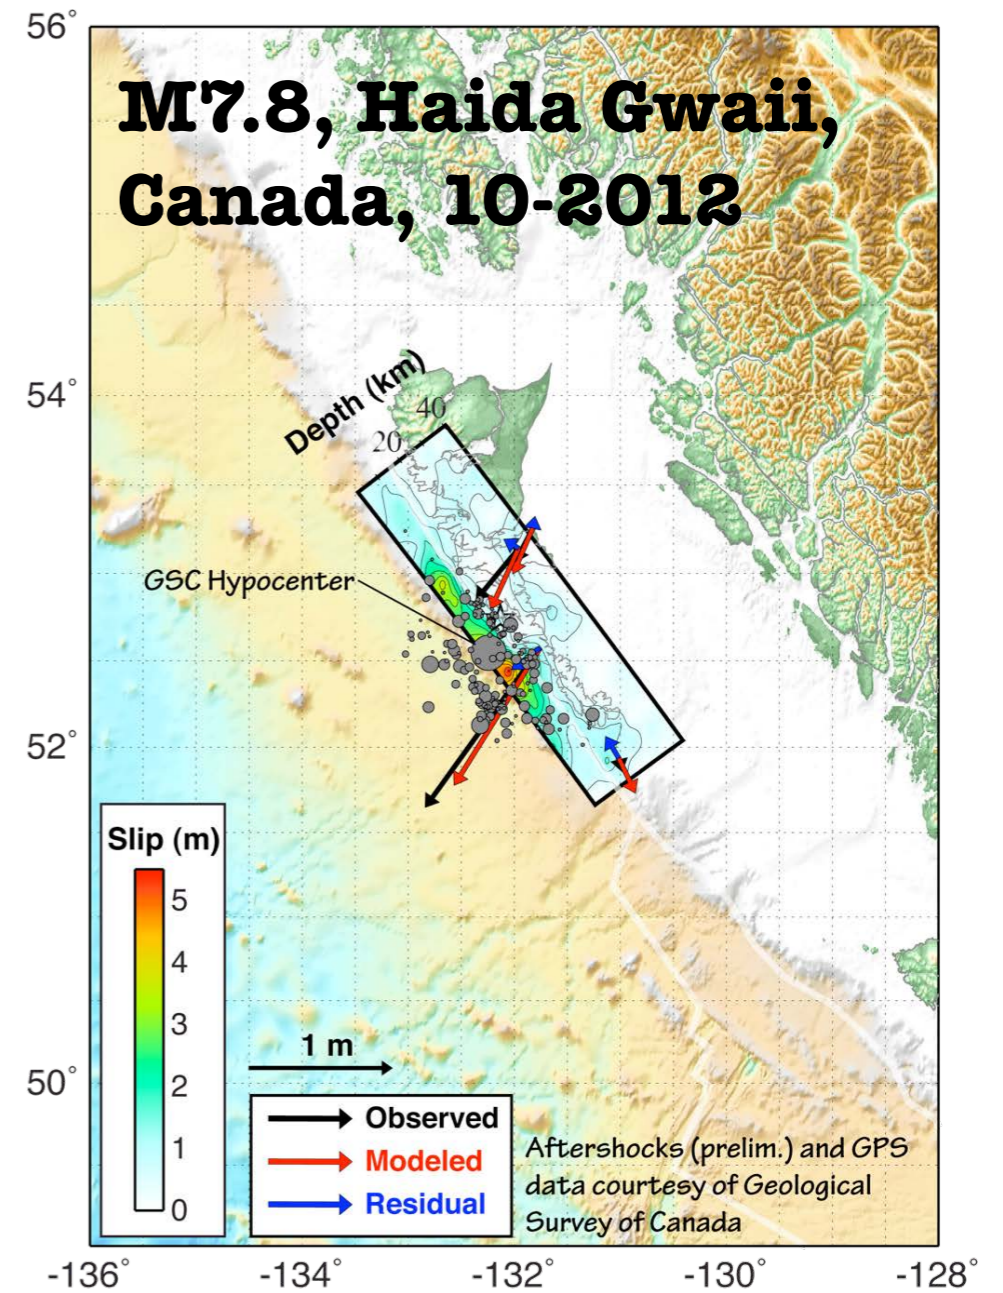 56°
M7.8, Haida Gwaii,
Canada, 10-2012
54°
Depth (km)
40
20
GSC Hypocenter
52°
Slip (m)
5
4
3
2
1
0
1 m
50°
Observed
Modeled
Residual
Aftershocks (prelim.) and GPS
data courtesy of Geological
Survey of Canada
-136° -134° -132° -130° -128°